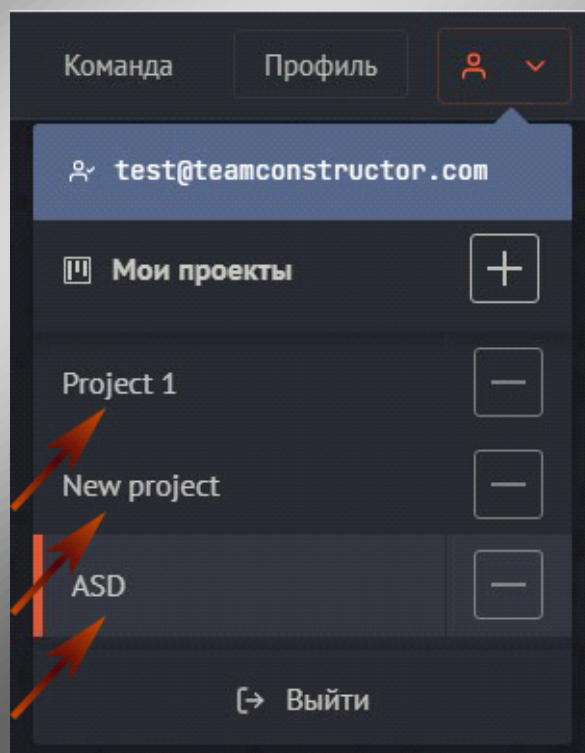 Команда Профиль
test@teamconstructor.com
Мои проекты
Project 1
New project
ASD
Выйти